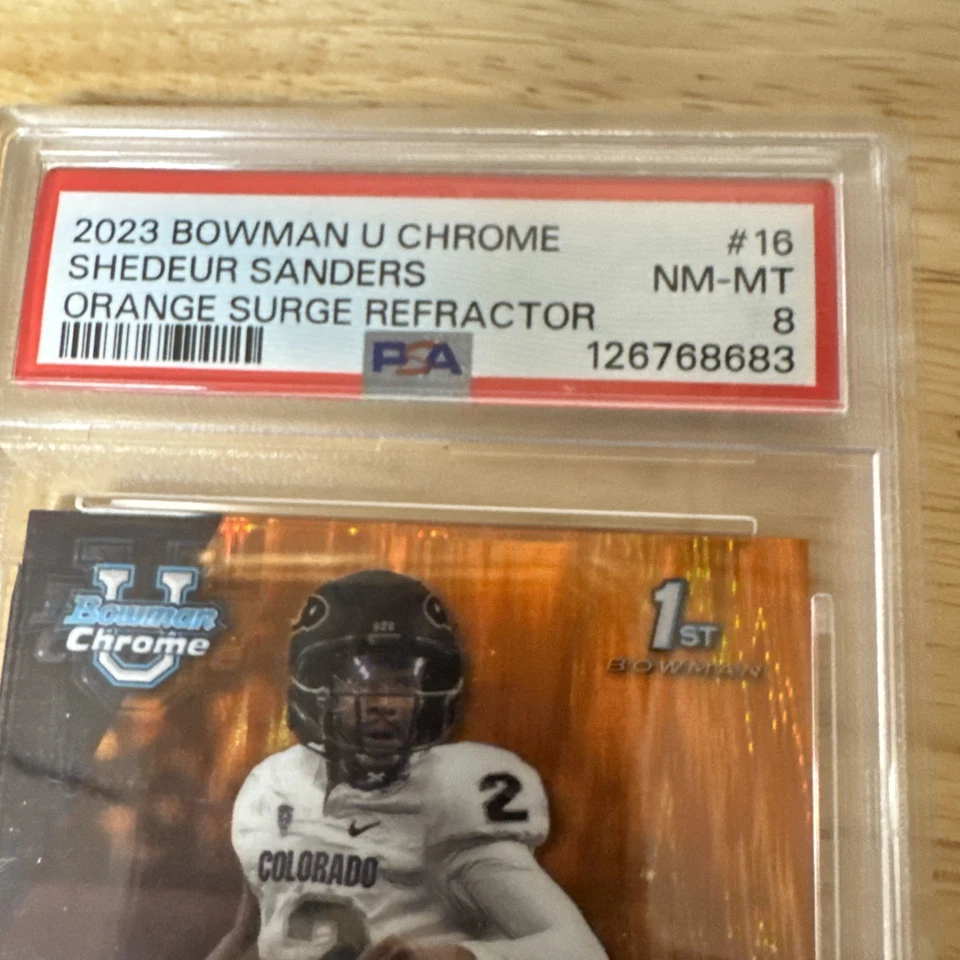 2023 BOWMAN U CHROME #16
SHEDEUR SANDERS NM-MT
ORANGE SURGE REFRACTOR 8
PSA 126768683
U
Bowman
Chrome
1ST
BOWMAN
2
COLORADO
2